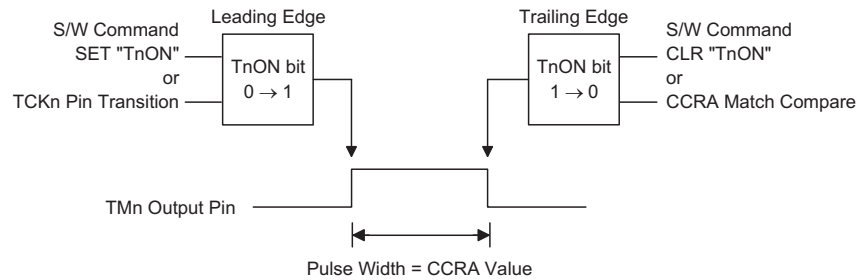 Leading Edge
S/W Command
SET "TnON"
or
TCKn Pin Transition
TnON bit
0 → 1
Trailing Edge
TnON bit
1 → 0
S/W Command
CLR "TnON"
or
CCRA Match Compare
TMn Output Pin
Pulse Width = CCRA Value